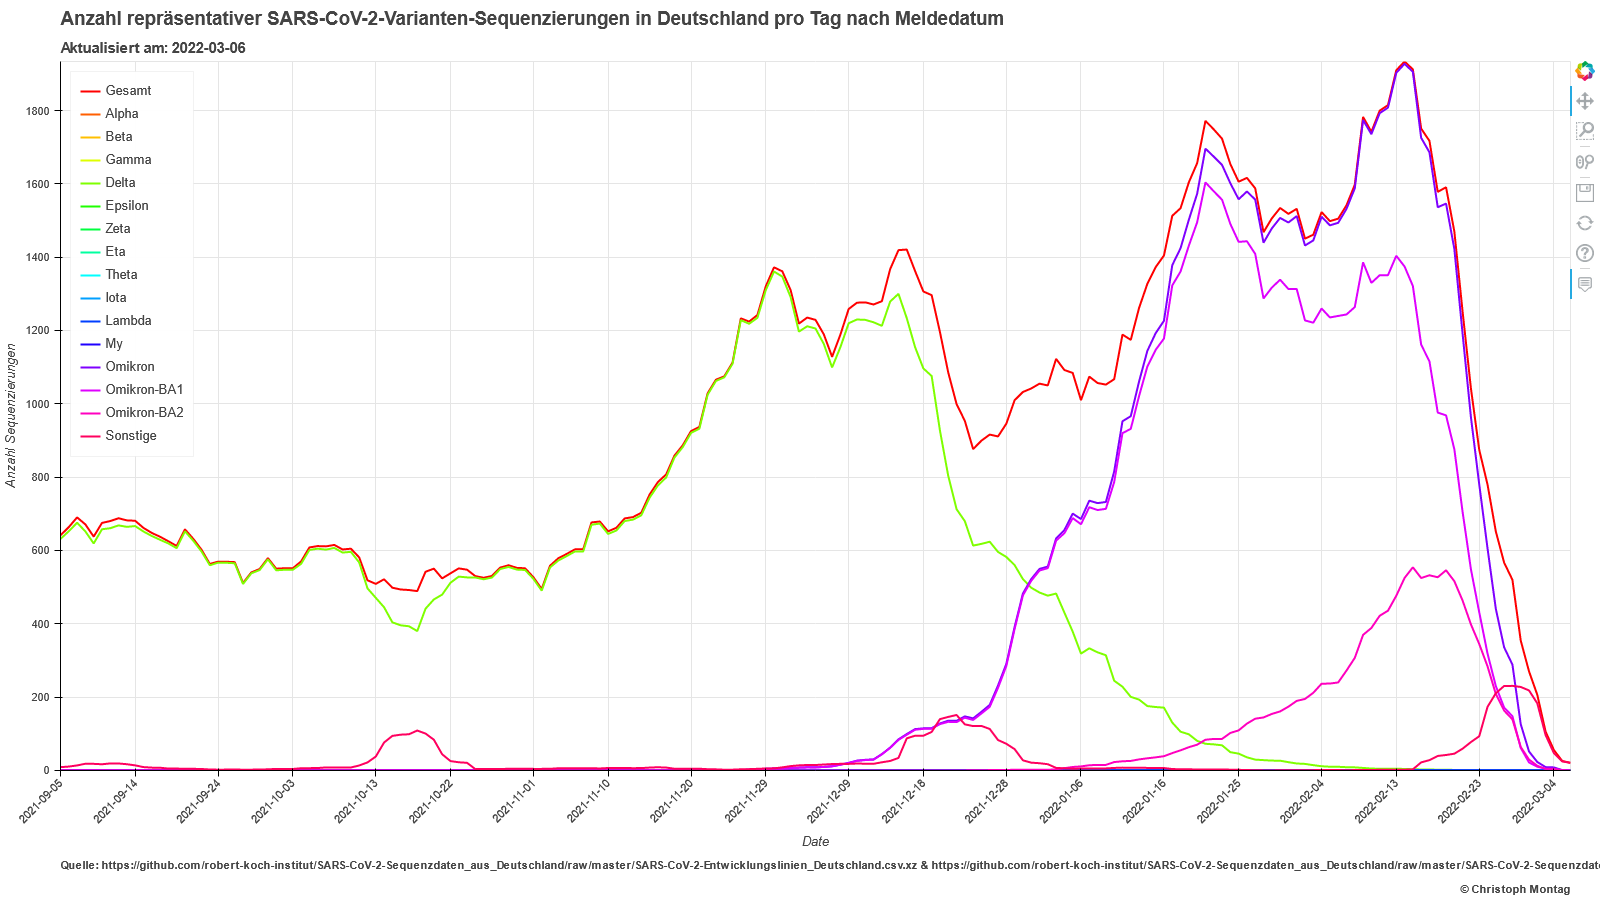 Anzahl repräsentativer SARS-CoV-2-Varianten-Sequenzierungen in Deutschland pro Tag nach Meldedatum
Aktualisiert am: 2022-03-06
Gesamt
Alpha
Beta
Gamma
Delta
Epsilon
Zeta
Eta
Theta
Iota
Lambda
My
Omikron
Omikron-BA1
Omikron-BA2
Sonstige
1800
1600
1400
1200
1000
800
600
400
200
0
Anzahl Sequenzierungen
2021-09-05
2021-09-14
2021-09-24
2021-10-03
2021-10-13
2021-10-22
2021-11-01
2021-11-10
2021-11-20
2021-11-29
2021-12-09
2021-12-18
2021-12-28
2022-01-06
2022-01-16
2022-01-25
2022-02-04
2022-02-13
2022-02-23
2022-03-04
Date
Quelle: https://github.com/robert-koch-institut/SARS-CoV-2-Sequenzdaten_aus_Deutschland/raw/master/SARS-CoV-2-Entwicklungslinien_Deutschland.csv.xz & https://github.com/robert-koch-institut/SARS-CoV-2-Sequenzdaten_aus_Deutschland/raw/master/SARS-CoV-2-Sequenzdate
© Christoph Montag